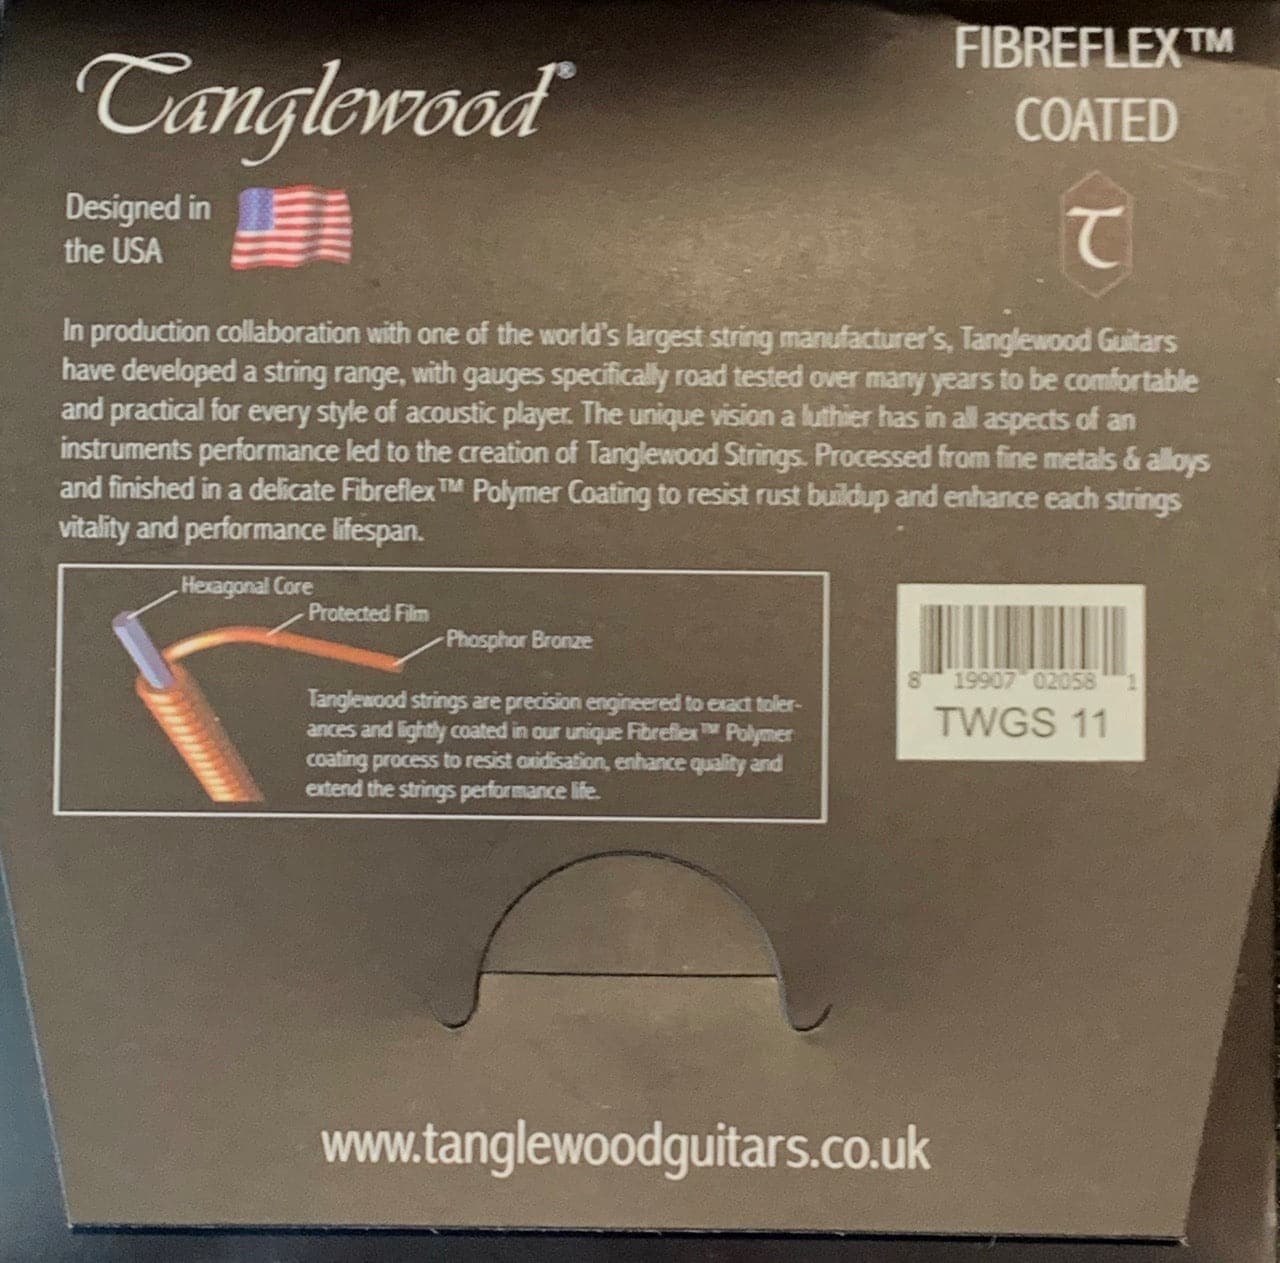 Tanglewood®
FIBREFLEX™
COATED
Designed in
the USA
T
In production collaboration with one of the world's largest string manufacturer's, Tanglewood Guitars
have developed a string range, with gauges specifically road tested over many years to be comfortable
and practical for every style of acoustic player. The unique vision a luthier has in all aspects of an
instruments performance led to the creation of Tanglewood Strings. Processed from fine metals & alloys
and finished in a delicate Fibreflex™ Polymer Coating to resist rust buildup and enhance each strings
vitality and performance lifespan.
Hexagonal Core
Protected Film
Phosphor Bronze
Tanglewood strings are precision engineered to exact toler-
ances and lightly coated in our unique Fibreflex™ Polymer
coating process to resist oxidisation, enhance quality and
extend the strings performance life.
8 19907 02058 1
TWGS 11
www.tanglewoodguitars.co.uk